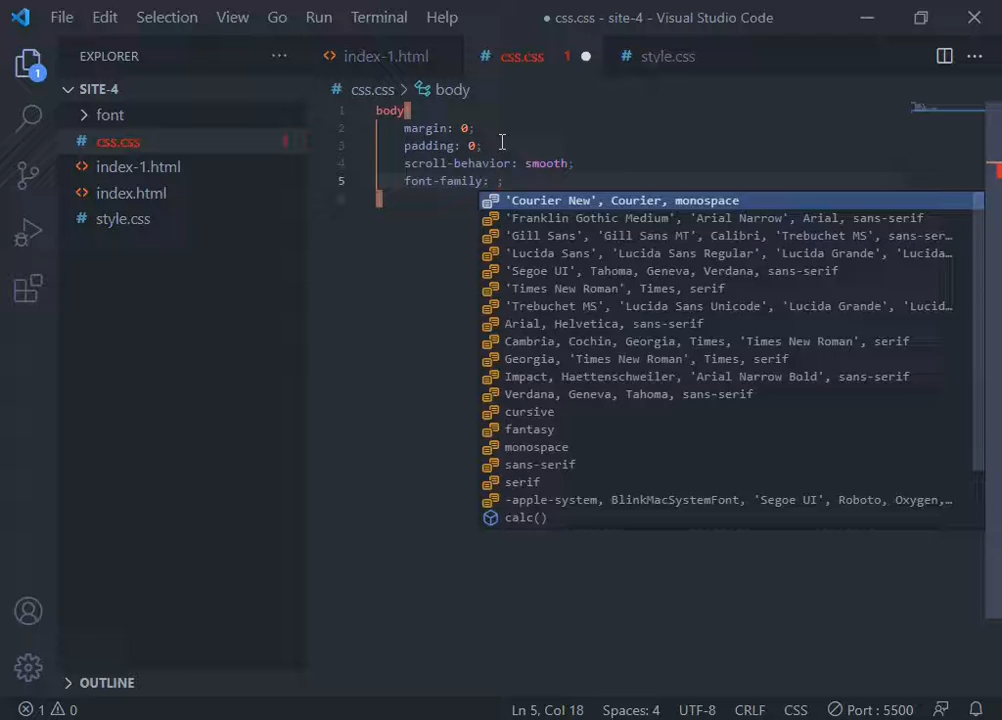 File Edit Selection View Go Run Terminal Help
● css.css - site-4 - Visual Studio Code
EXPLORER ···
<> index-1.html
# css.css 1 ●
# style.css
···
1
SITE-4
font
# css.css
<> index-1.html
<> index.html
# style.css
# css.css > body
1 body{
2 margin: 0;
3 padding: 0;
4 scroll-behavior: smooth;
5 font-family: ;
6 }
'Courier New', Courier, monospace
'Franklin Gothic Medium', 'Arial Narrow', Arial, sans-serif
'Gill Sans', 'Gill Sans MT', Calibri, 'Trebuchet MS', sans-ser…
'Lucida Sans', 'Lucida Sans Regular', 'Lucida Grande', 'Lucida…
'Segoe UI', Tahoma, Geneva, Verdana, sans-serif
'Times New Roman', Times, serif
'Trebuchet MS', 'Lucida Sans Unicode', 'Lucida Grande', 'Lucid…
Arial, Helvetica, sans-serif
Cambria, Cochin, Georgia, Times, 'Times New Roman', serif
Georgia, 'Times New Roman', Times, serif
Impact, Haettenschweiler, 'Arial Narrow Bold', sans-serif
Verdana, Geneva, Tahoma, sans-serif
cursive
fantasy
monospace
sans-serif
serif
-apple-system, BlinkMacSystemFont, 'Segoe UI', Roboto, Oxygen,…
calc()
OUTLINE
1 0
Ln 5, Col 18 Spaces: 4 UTF-8 CRLF CSS Port : 5500